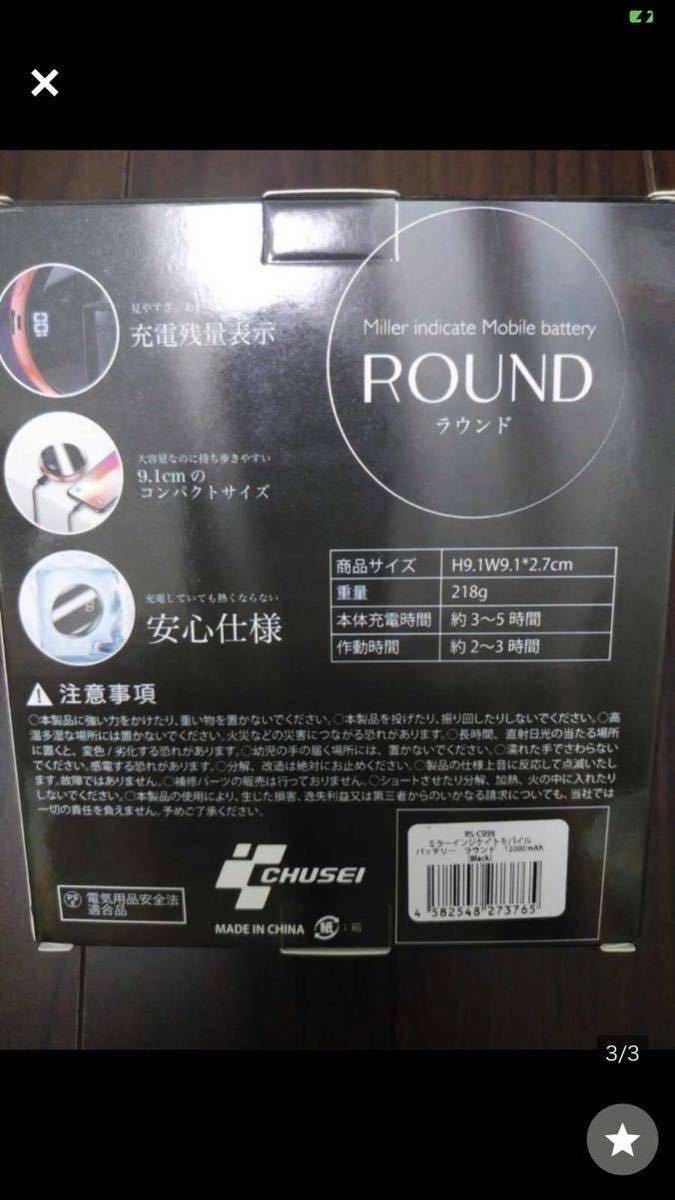 充電残量表示
大容量なのに持ち歩きやすい
9.1cmの
コンパクトサイズ
充電していても熱くならない
安心仕様
Miller indicate Mobile battery
ROUND
ラウンド
商品サイズ H9.1W9.1*2.7cm
重量 218g
本体充電時間 約3〜5時間
作動時間 約2〜3時間
注意事項
○本製品に強い力をかけたり、重い物を置かないでください。○本製品を投げたり、振り回したりしないでください。○高
温多湿な場所には置かないでください。火災などの災害につながる恐れがあります。○長時間、直射日光の当たる場所
に置くと、変色/劣化する恐れがあります。○幼児の手の届く場所には、置かないでください。○濡れた手でさわらない
でください。感電する恐れがあります。○分解、改造は絶対にお止めください。○製品の仕様上音に反応して点滅いたし
ます。故障ではありません。○補修パーツの販売は行っておりません。○ショートさせたり分解、加熱、火の中に入れたり
しないでください。○本製品の使用により、生じた損害、逸失利益又は第三者からのいかなる請求についても、当社では
一切の責任を負えません。予めご了承ください。
PS
電気用品安全法
適合品
CHUSEI
MADE IN CHINA 紙:箱
RS-C999
ミラーインジケイトモバイル
バッテリー ラウンド 12000mAh
(Black)
4 582548 273765
3/3